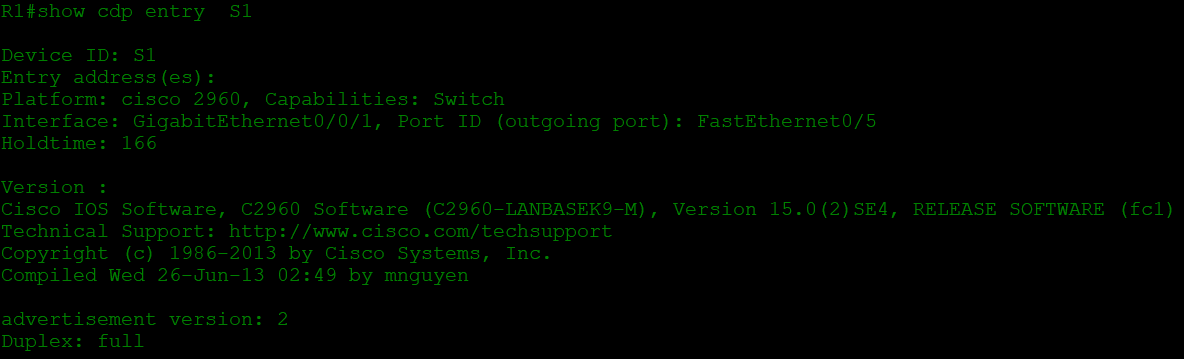 R1#show cdp entry  S1
Device ID: S1
Entry address(es):
Platform: cisco 2960, Capabilities: Switch
Interface: GigabitEthernet0/0/1, Port ID (outgoing port): FastEthernet0/5
Holdtime: 166
Version :
Cisco IOS Software, C2960 Software (C2960-LANBASEK9-M), Version 15.0(2)SE4, RELEASE SOFTWARE (fc1)
Technical Support: http://www.cisco.com/techsupport
Copyright (c) 1986-2013 by Cisco Systems, Inc.
Compiled Wed 26-Jun-13 02:49 by mnguyen
advertisement version: 2
Duplex: full